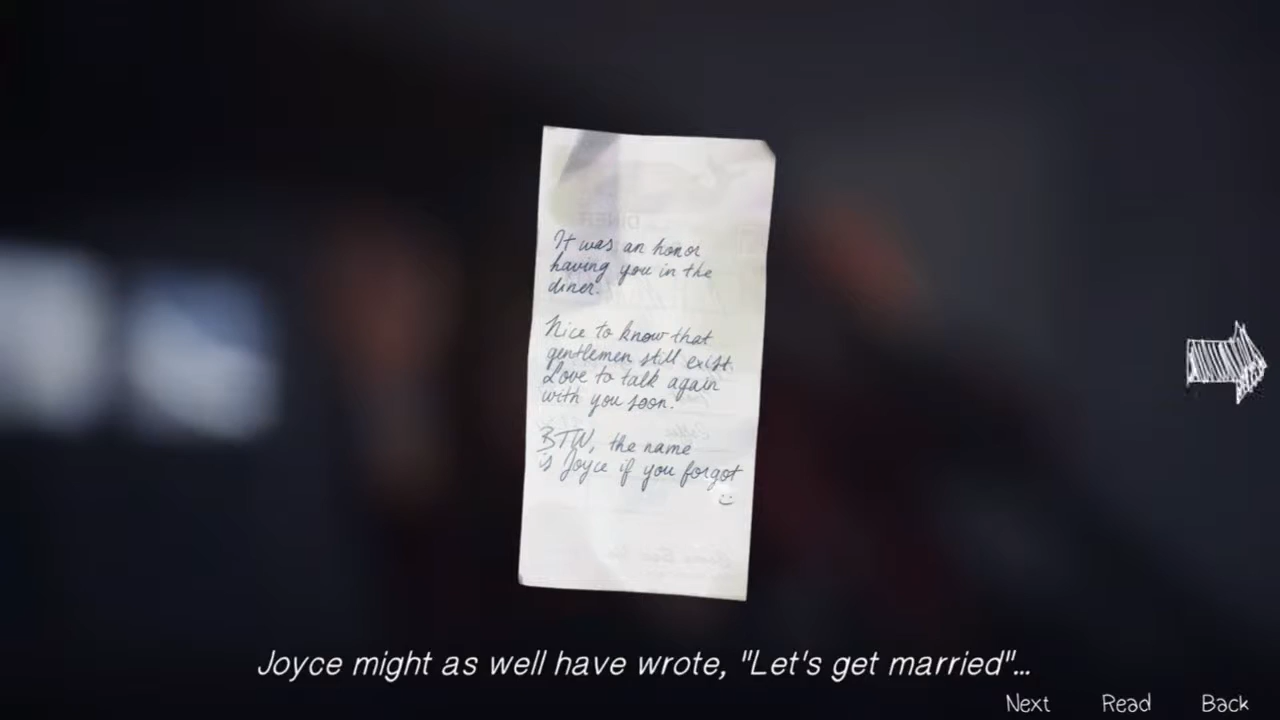 DINER
It was an honor
having you in the
diner.
Nice to know that
gentlemen still exist.
Love to talk again
with you soon.
BTW, the name
is Joyce if you forgot
Joyce might as well have wrote, "Let's get married"...
Next Read Back